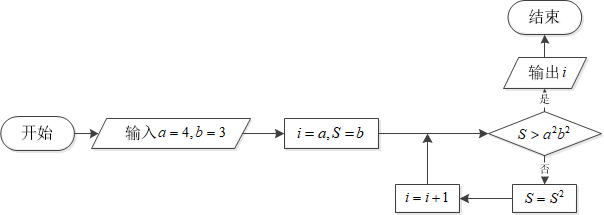 结束
输出i
是
开始
输入a = 4, b = 3
i = a, S = b
S > a²b²
否
i = i + 1
S = S²